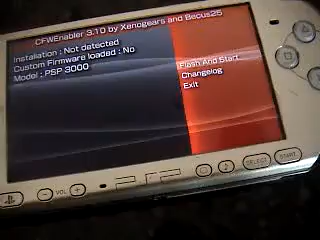 CFWEnabler 3.10 by Xenogears and Becus25
Installation : Not detected
Custom Firmware loaded : No
Model : PSP 3000
Flash And Start
Changelog
Exit
VOL
SELECT
START